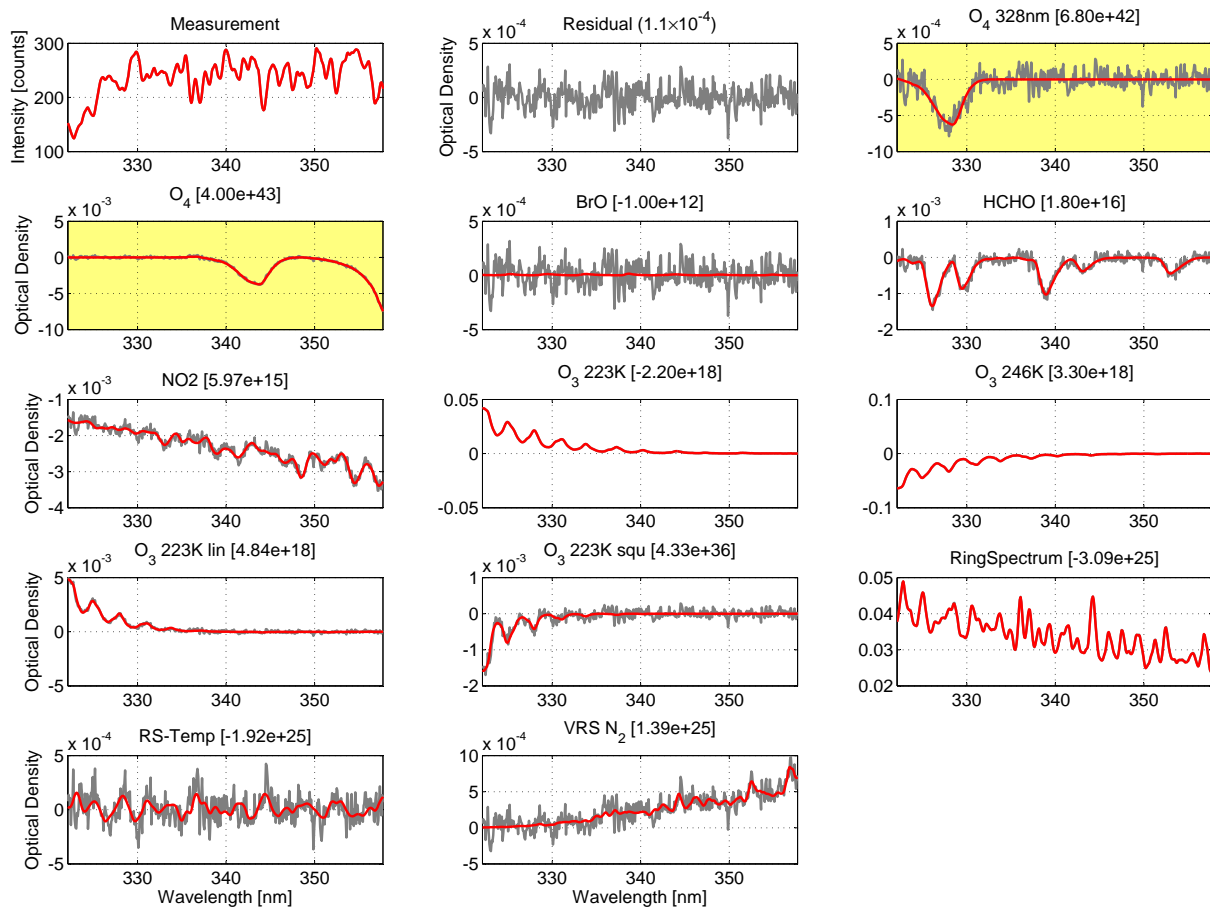 Measurement
Intensity [counts]
300
200
100
330 340 350
Residual (1.1×10⁻⁴)
x 10⁻⁴
Optical Density
5
0
-5
330 340 350
O₄ 328nm [6.80e+42]
x 10⁻⁴
5
0
-5
-10
330 340 350
O₄ [4.00e+43]
x 10⁻³
Optical Density
5
0
-5
-10
330 340 350
BrO [-1.00e+12]
x 10⁻⁴
5
0
-5
330 340 350
HCHO [1.80e+16]
x 10⁻³
1
0
-1
-2
330 340 350
NO2 [5.97e+15]
x 10⁻³
Optical Density
-1
-2
-3
-4
330 340 350
O₃ 223K [-2.20e+18]
0.05
0
-0.05
330 340 350
O₃ 246K [3.30e+18]
0.1
0
-0.1
330 340 350
O₃ 223K lin [4.84e+18]
x 10⁻³
Optical Density
5
0
-5
330 340 350
O₃ 223K squ [4.33e+36]
x 10⁻³
1
0
-1
-2
330 340 350
RingSpectrum [-3.09e+25]
0.05
0.04
0.03
0.02
330 340 350
RS-Temp [-1.92e+25]
x 10⁻⁴
Optical Density
5
0
-5
330 340 350
Wavelength [nm]
VRS N₂ [1.39e+25]
x 10⁻⁴
10
5
0
-5
330 340 350
Wavelength [nm]